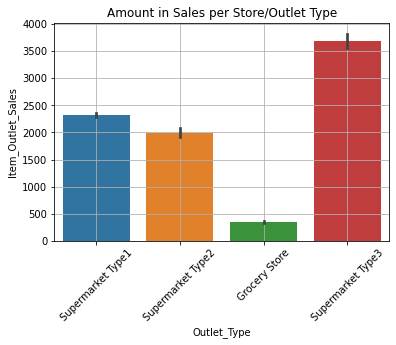 Amount in Sales per Store/Outlet Type
Item_Outlet_Sales
4000
3500
3000
2500
2000
1500
1000
500
0
Supermarket Type1
Supermarket Type2
Grocery Store
Supermarket Type3
Outlet_Type